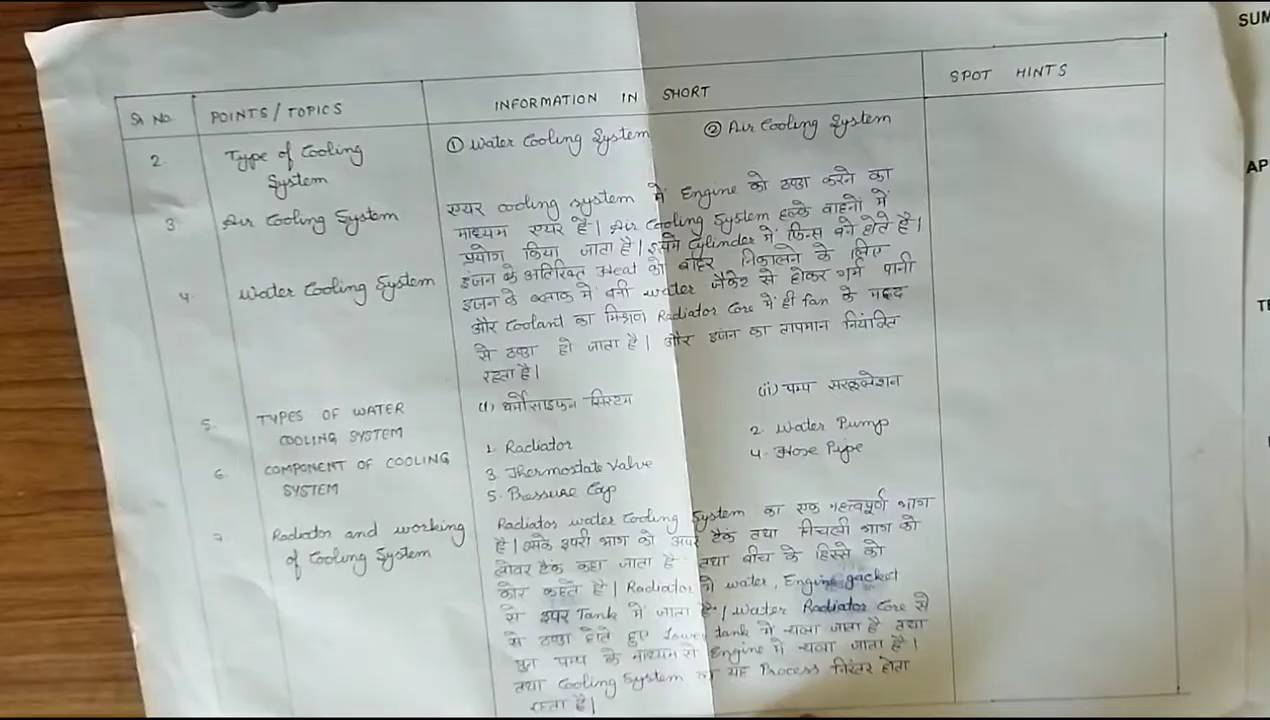 SUM
Sr No. POINTS / TOPICS INFORMATION IN SHORT SPOT HINTS
2. Type of Cooling System ① Water Cooling System ② Air Cooling System
3 Air Cooling System एयर cooling system में Engine को ठण्डा करने का
माध्यम एयर है। Air Cooling System हल्के वाहनो में
प्रयोग किया जाता है। इसमे Cylinder में फिन्स बने होते है।
4. Water Cooling System इंजन के अतिरिक्त Heat को बाहर निकालने के लिए
इंजन के ब्लाक में बनी water जैकेट से होकर गर्म पानी
और Coolant का मिश्रण Radiator Core में ही fan के मदद
से ठण्डा हो जाता है। और इंजन का तापमान नियंत्रित
रहता है।
5. TYPES OF WATER COOLING SYSTEM (i) थर्मोसाइफन सिस्टम (ii) पम्प सरकुलेशन
6. COMPONENT OF COOLING SYSTEM 1. Radiator 2. Water Pump
3. Thermostate Valve 4. Hose Pipe
5. Pressure Cap
7 Radiator and working of Cooling System Radiator water Cooling System का एक महत्वपूर्ण भाग
है। इसके उपरी भाग को अपर टैंक तथा निचली भाग को
लोवर टैंक कहा जाता है तथा बीच के हिस्से को
कोर कहते है। Radiator मे water, Engine jacket
से अपर Tank में जाता है। Water Radiator Core से
से ठण्डा होते हुए Lower tank में चला जाता है तथा
पुन पम्प के माध्यम से Engine में चला जाता है।
तथा Cooling System का यह Process निरंतर होता
रहता है।
AP